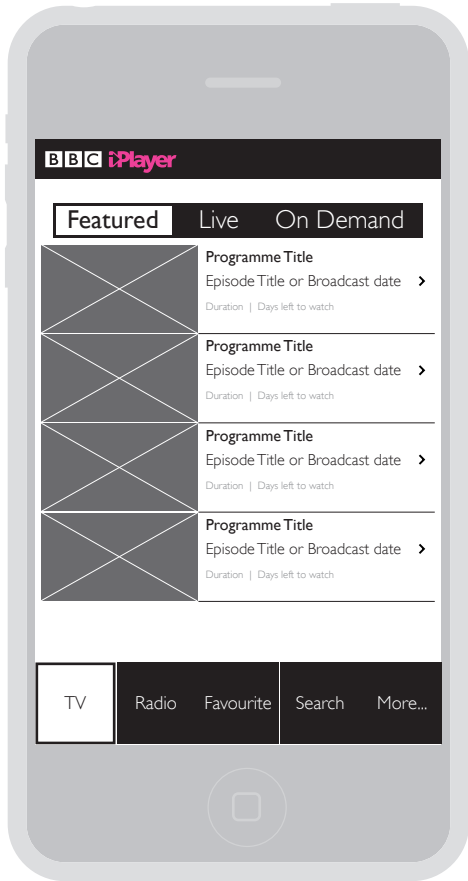 BBC iPlayer
Featured Live On Demand
Programme Title
Episode Title or Broadcast date
Duration | Days left to watch
Programme Title
Episode Title or Broadcast date
Duration | Days left to watch
Programme Title
Episode Title or Broadcast date
Duration | Days left to watch
Programme Title
Episode Title or Broadcast date
Duration | Days left to watch
TV Radio Favourite Search More...